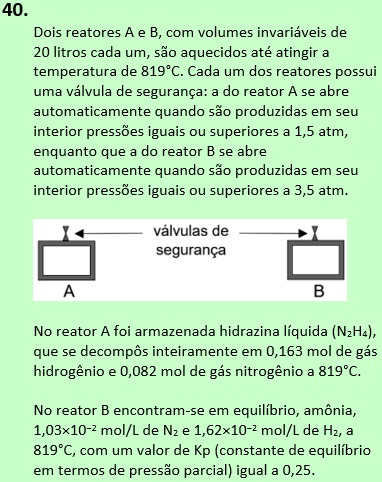 40.
Dois reatores A e B, com volumes invariáveis de
20 litros cada um, são aquecidos até atingir a
temperatura de 819°C. Cada um dos reatores possui
uma válvula de segurança: a do reator A se abre
automaticamente quando são produzidas em seu
interior pressões iguais ou superiores a 1,5 atm,
enquanto que a do reator B se abre
automaticamente quando são produzidas em seu
interior pressões iguais ou superiores a 3,5 atm.
válvulas de
segurança
A B
No reator A foi armazenada hidrazina líquida (N₂H₄),
que se decompôs inteiramente em 0,163 mol de gás
hidrogênio e 0,082 mol de gás nitrogênio a 819°C.
No reator B encontram-se em equilíbrio, amônia,
1,03×10⁻² mol/L de N₂ e 1,62×10⁻² mol/L de H₂, a
819°C, com um valor de Kp (constante de equilíbrio
em termos de pressão parcial) igual a 0,25.